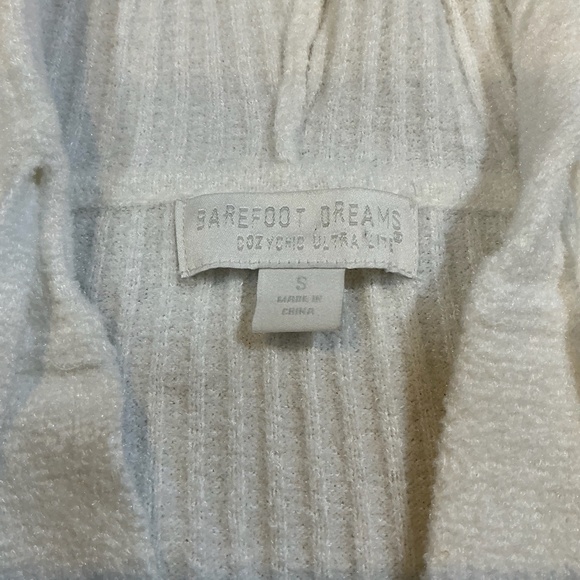 BAREFOOT DREAMS
COZYCHIC ULTRA LITE®
S
MADE IN
CHINA